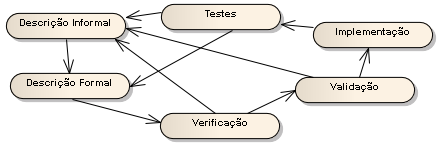 Testes
Descrição Informal
Implementação
Descrição Formal
Validação
Verificação